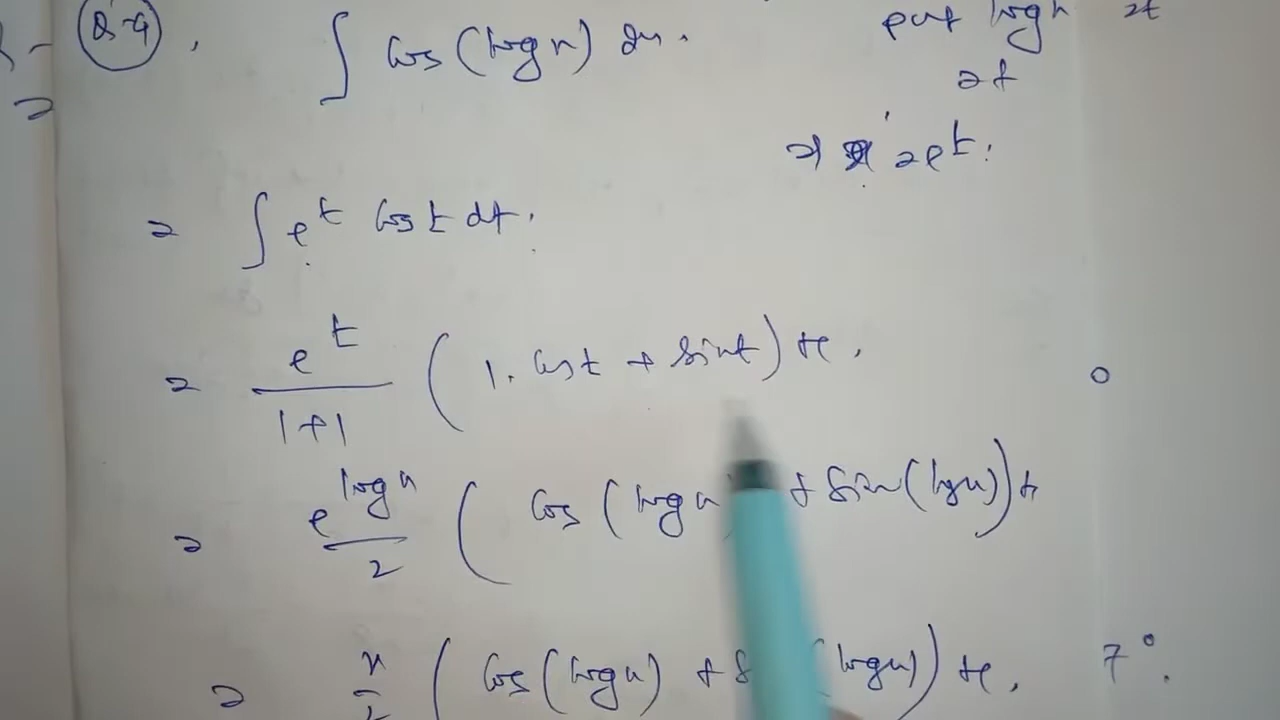 Q-4. ∫ cos(log x) dx. put log x = t
= t
⇒ x = e^t.
= ∫ e^t cos t dt.
= e^t/(1+1) (1. cos t + sin t) + c.
= e^(log x)/2 (cos(log x) + sin(log x)) +
= x/2 (cos(log x) + (log x)) + c. 7°.